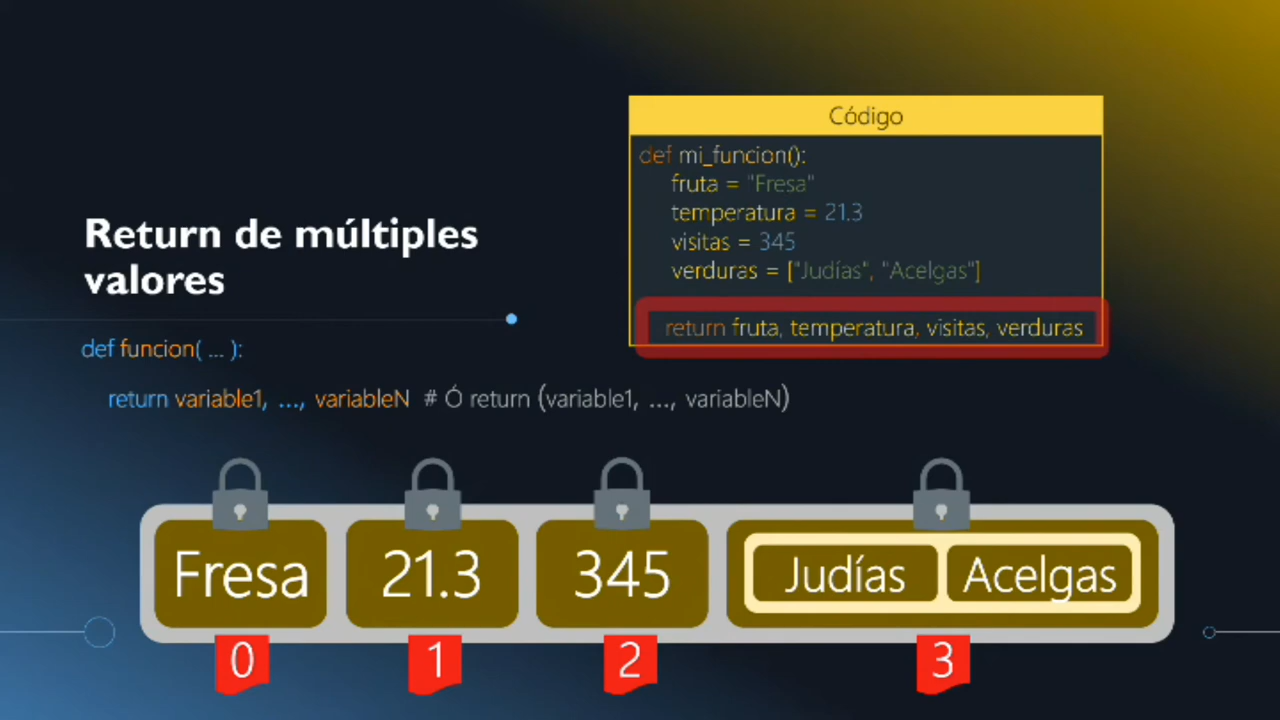 Return de múltiples
valores
def funcion( ... ):
return variable1, ..., variableN # Ó return (variable1, ..., variableN)
Código
def mi_funcion():
fruta = "Fresa"
temperatura = 21.3
visitas = 345
verduras = ["Judías", "Acelgas"]
return fruta, temperatura, visitas, verduras
Fresa 21.3 345 Judías Acelgas
0 1 2 3